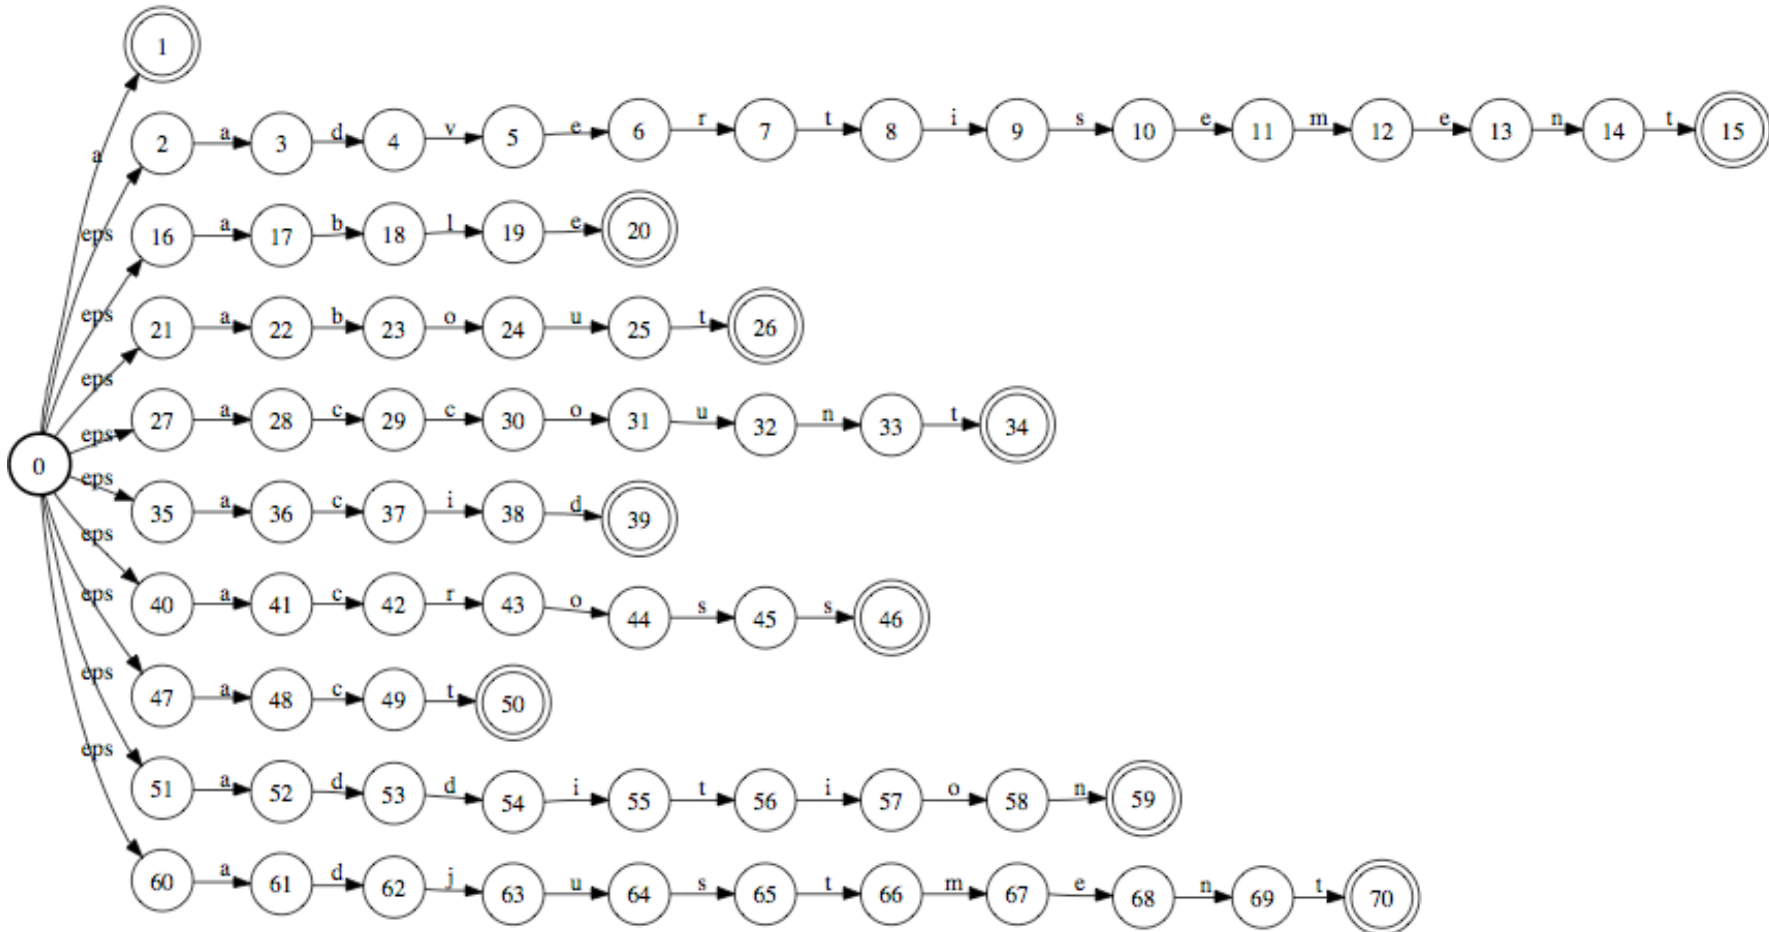 1
2 a 3 d 4 v 5 e 6 r 7 t 8 i 9 s 10 e 11 m 12 e 13 n 14 t 15
a
eps 16 a 17 b 18 l 19 e 20
eps
21 a 22 b 23 o 24 u 25 t 26
eps
27 a 28 c 29 c 30 o 31 u 32 n 33 t 34
eps
0
eps
35 a 36 c 37 i 38 d 39
eps
40 a 41 c 42 r 43 o 44 s 45 s 46
eps
47 a 48 c 49 t 50
eps
eps
51 a 52 d 53 d 54 i 55 t 56 i 57 o 58 n 59
60 a 61 d 62 j 63 u 64 s 65 t 66 m 67 e 68 n 69 t 70